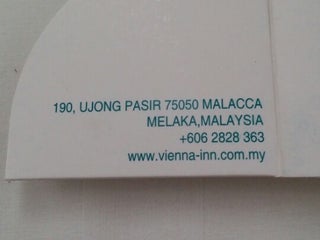 190, UJONG PASIR 75050 MALACCA
MELAKA,MALAYSIA
+606 2828 363
www.vienna-inn.com.my